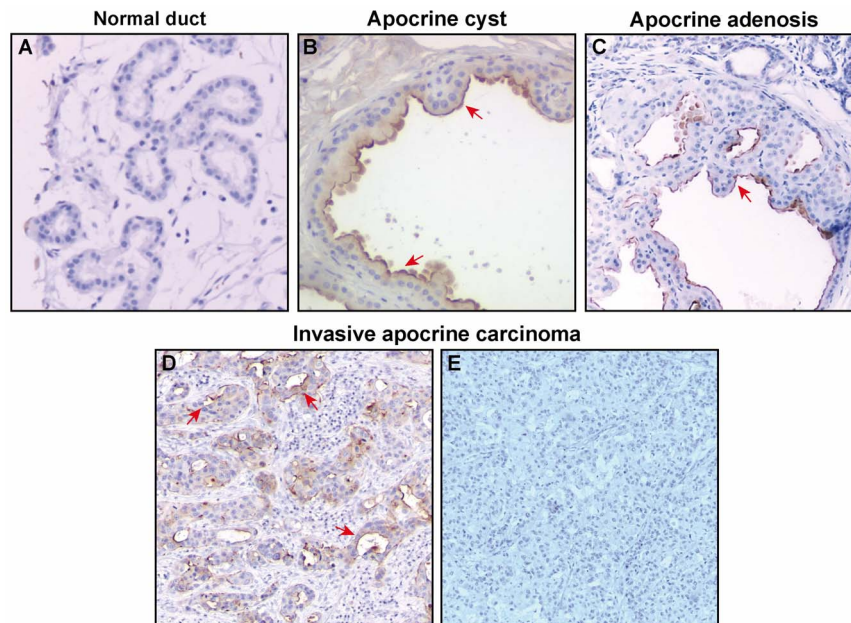 Normal duct
Apocrine cyst
Apocrine adenosis
A
B
C
Invasive apocrine carcinoma
D
E